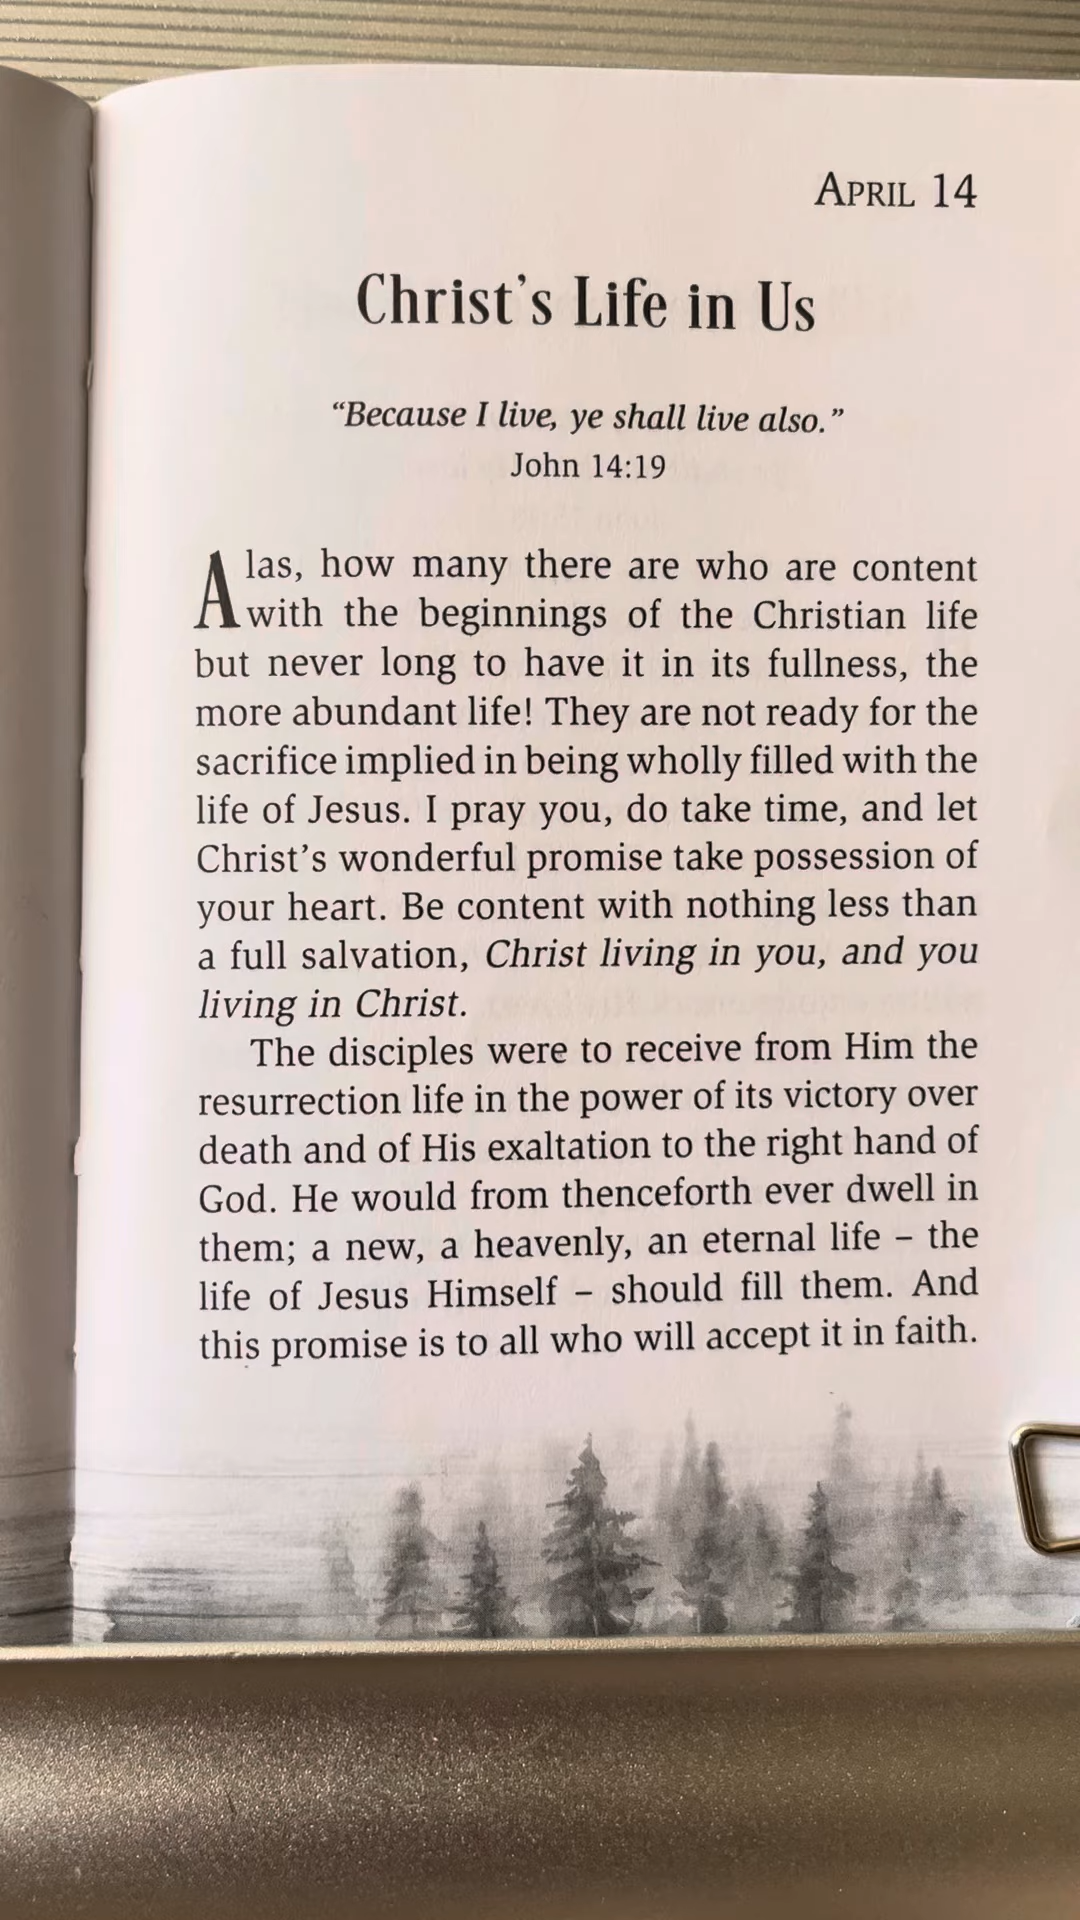 APRIL 14
Christ's Life in Us
“Because I live, ye shall live also.”
John 14:19
Alas, how many there are who are content
with the beginnings of the Christian life
but never long to have it in its fullness, the
more abundant life! They are not ready for the
sacrifice implied in being wholly filled with the
life of Jesus. I pray you, do take time, and let
Christ’s wonderful promise take possession of
your heart. Be content with nothing less than
a full salvation, Christ living in you, and you
living in Christ.
The disciples were to receive from Him the
resurrection life in the power of its victory over
death and of His exaltation to the right hand of
God. He would from thenceforth ever dwell in
them; a new, a heavenly, an eternal life – the
life of Jesus Himself – should fill them. And
this promise is to all who will accept it in faith.